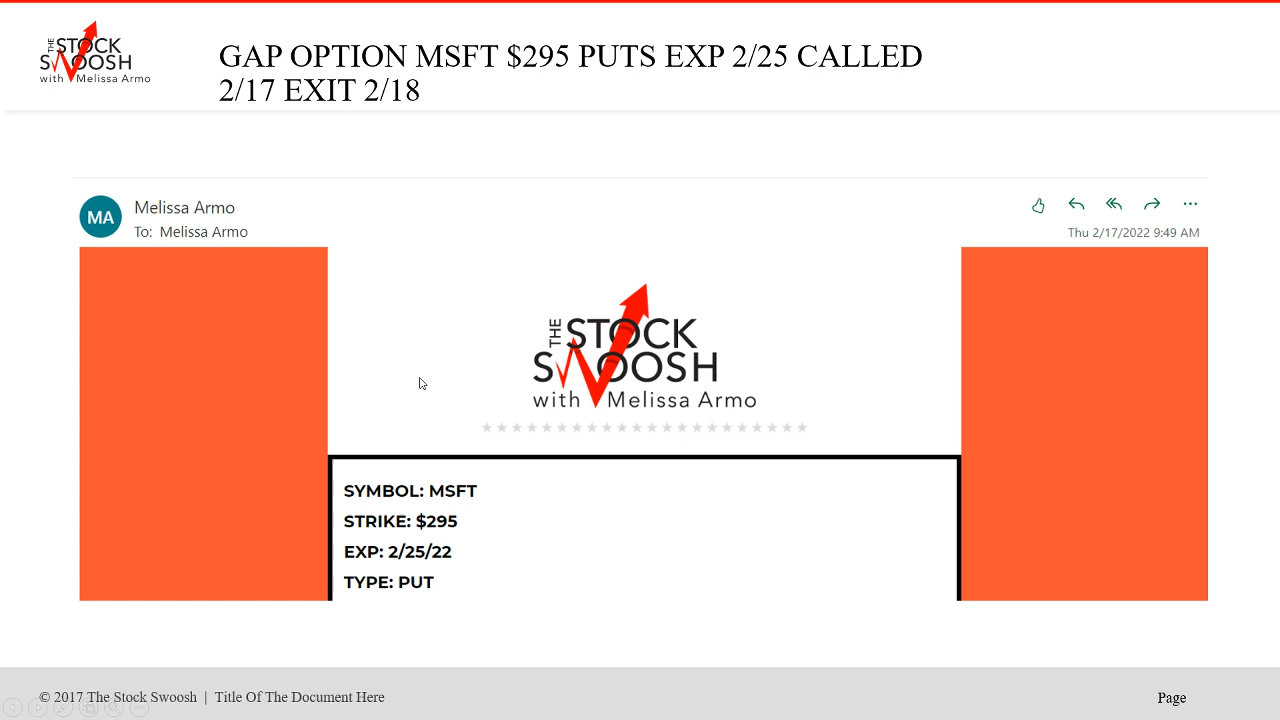 THE
STOCK
SWOOSH
with Melissa Armo
GAP OPTION MSFT $295 PUTS EXP 2/25 CALLED
2/17 EXIT 2/18
MA
Melissa Armo
To: Melissa Armo
Thu 2/17/2022 9:49 AM
THE
STOCK
SWOOSH
with Melissa Armo
SYMBOL: MSFT
STRIKE: $295
EXP: 2/25/22
TYPE: PUT
© 2017 The Stock Swoosh | Title Of The Document Here
Page